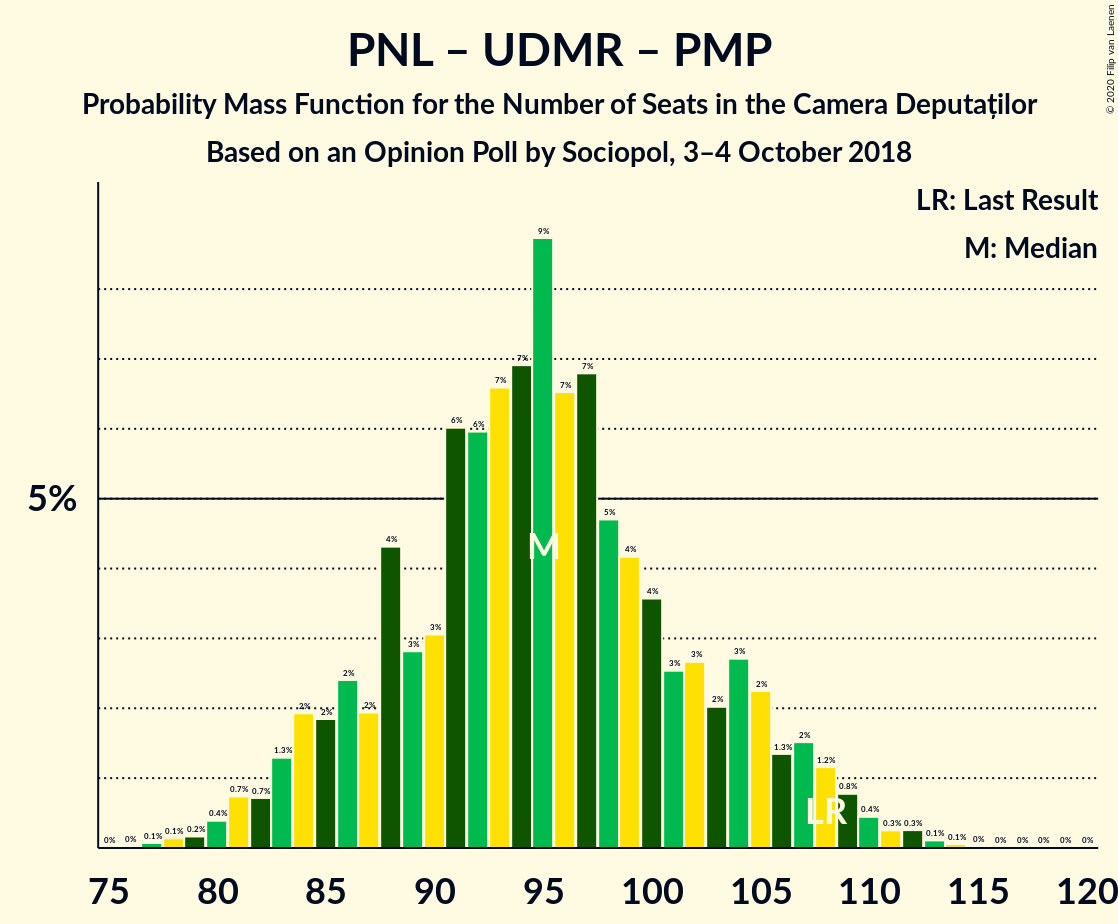 PNL – UDMR – PMP
Probability Mass Function for the Number of Seats in the Camera Deputaților
Based on an Opinion Poll by Sociopol, 3–4 October 2018
© 2020 Filip van Laenen
LR: Last Result
M: Median
5%
0% 0% 0.1% 0.1% 0.2% 0.4% 0.7% 0.7% 1.3% 2% 2% 2% 2% 4% 3% 3% 6% 6% 7% 7% 9% 7% 7% 5% 4% 4% 3% 3% 2% 3% 2% 1.3% 2% 1.2% 0.8% 0.4% 0.3% 0.3% 0.1% 0.1% 0% 0% 0% 0% 0% 0%
M
LR
75 80 85 90 95 100 105 110 115 120